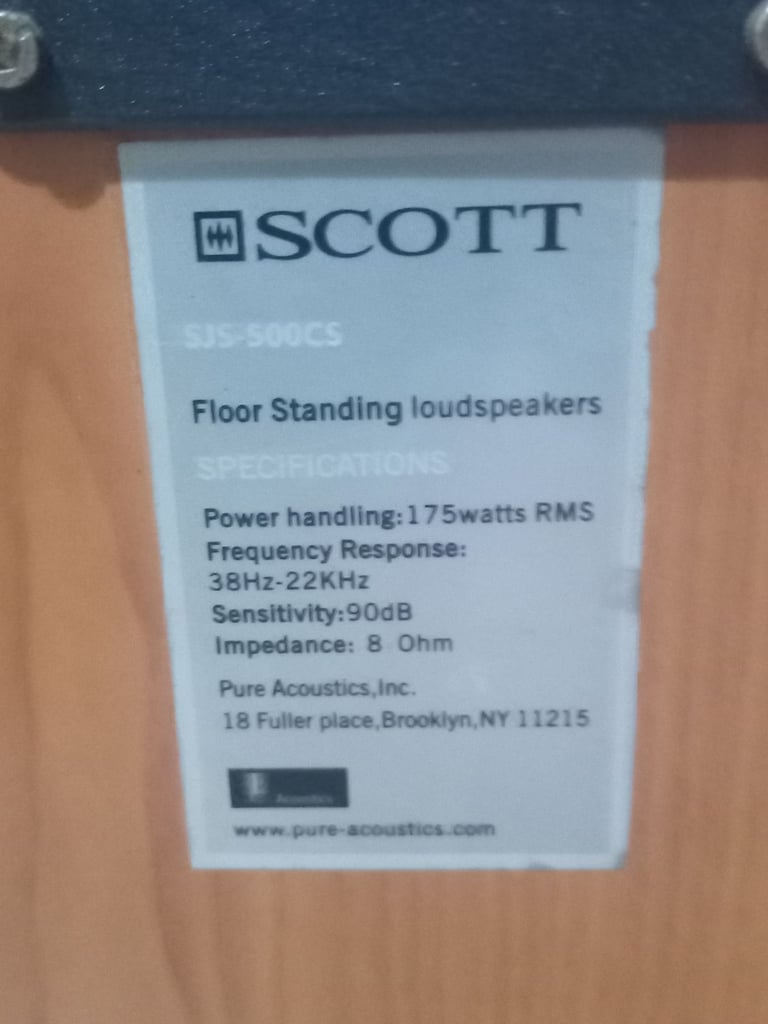 SCOTT
SJS-500CS
Floor Standing loudspeakers
SPECIFICATIONS
Power handling:175watts RMS
Frequency Response:
38Hz-22KHz
Sensitivity:90dB
Impedance: 8 Ohm
Pure Acoustics,Inc.
18 Fuller place,Brooklyn,NY 11215
Acoustics
www.pure-acoustics.com